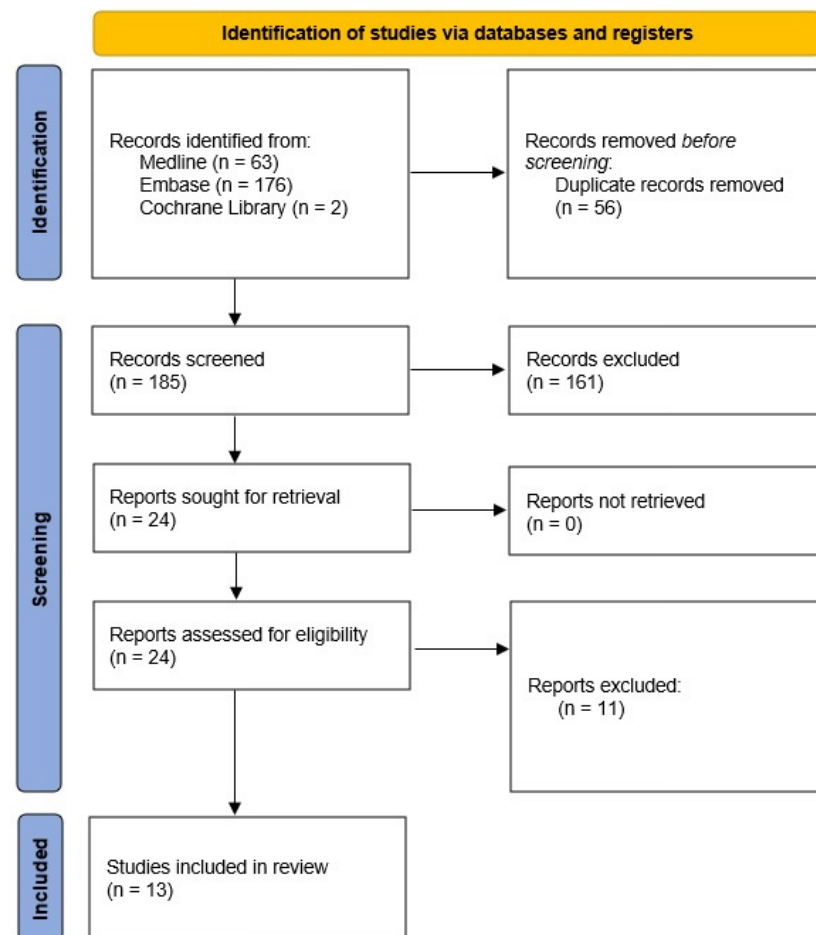 Identification of studies via databases and registers
Identification
Records identified from:
Medline (n = 63)
Embase (n = 176)
Cochrane Library (n = 2)
Records removed before
screening:
Duplicate records removed
(n = 56)
Screening
Records screened
(n = 185)
Records excluded
(n = 161)
Reports sought for retrieval
(n = 24)
Reports not retrieved
(n = 0)
Reports assessed for eligibility
(n = 24)
Reports excluded:
(n = 11)
Included
Studies included in review
(n = 13)